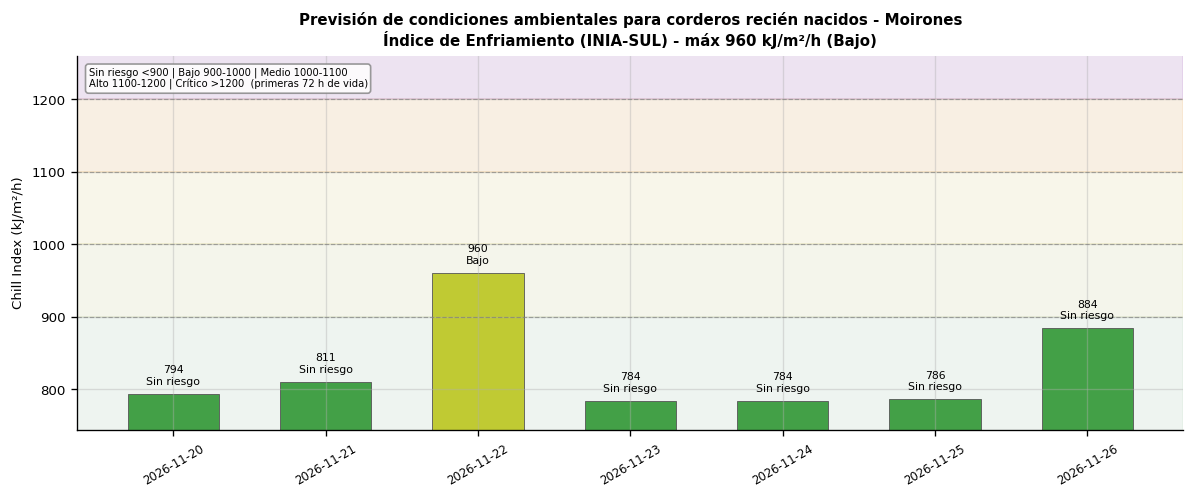 Previsión de condiciones ambientales para corderos recién nacidos - Moirones
Índice de Enfriamiento (INIA-SUL) - máx 960 kJ/m²/h (Bajo)
Sin riesgo <900 | Bajo 900-1000 | Medio 1000-1100
Alto 1100-1200 | Crítico >1200  (primeras 72 h de vida)
Chill Index (kJ/m²/h)
1200
1100
1000
900
800
794
Sin riesgo
811
Sin riesgo
960
Bajo
784
Sin riesgo
784
Sin riesgo
786
Sin riesgo
884
Sin riesgo
2026-11-20
2026-11-21
2026-11-22
2026-11-23
2026-11-24
2026-11-25
2026-11-26